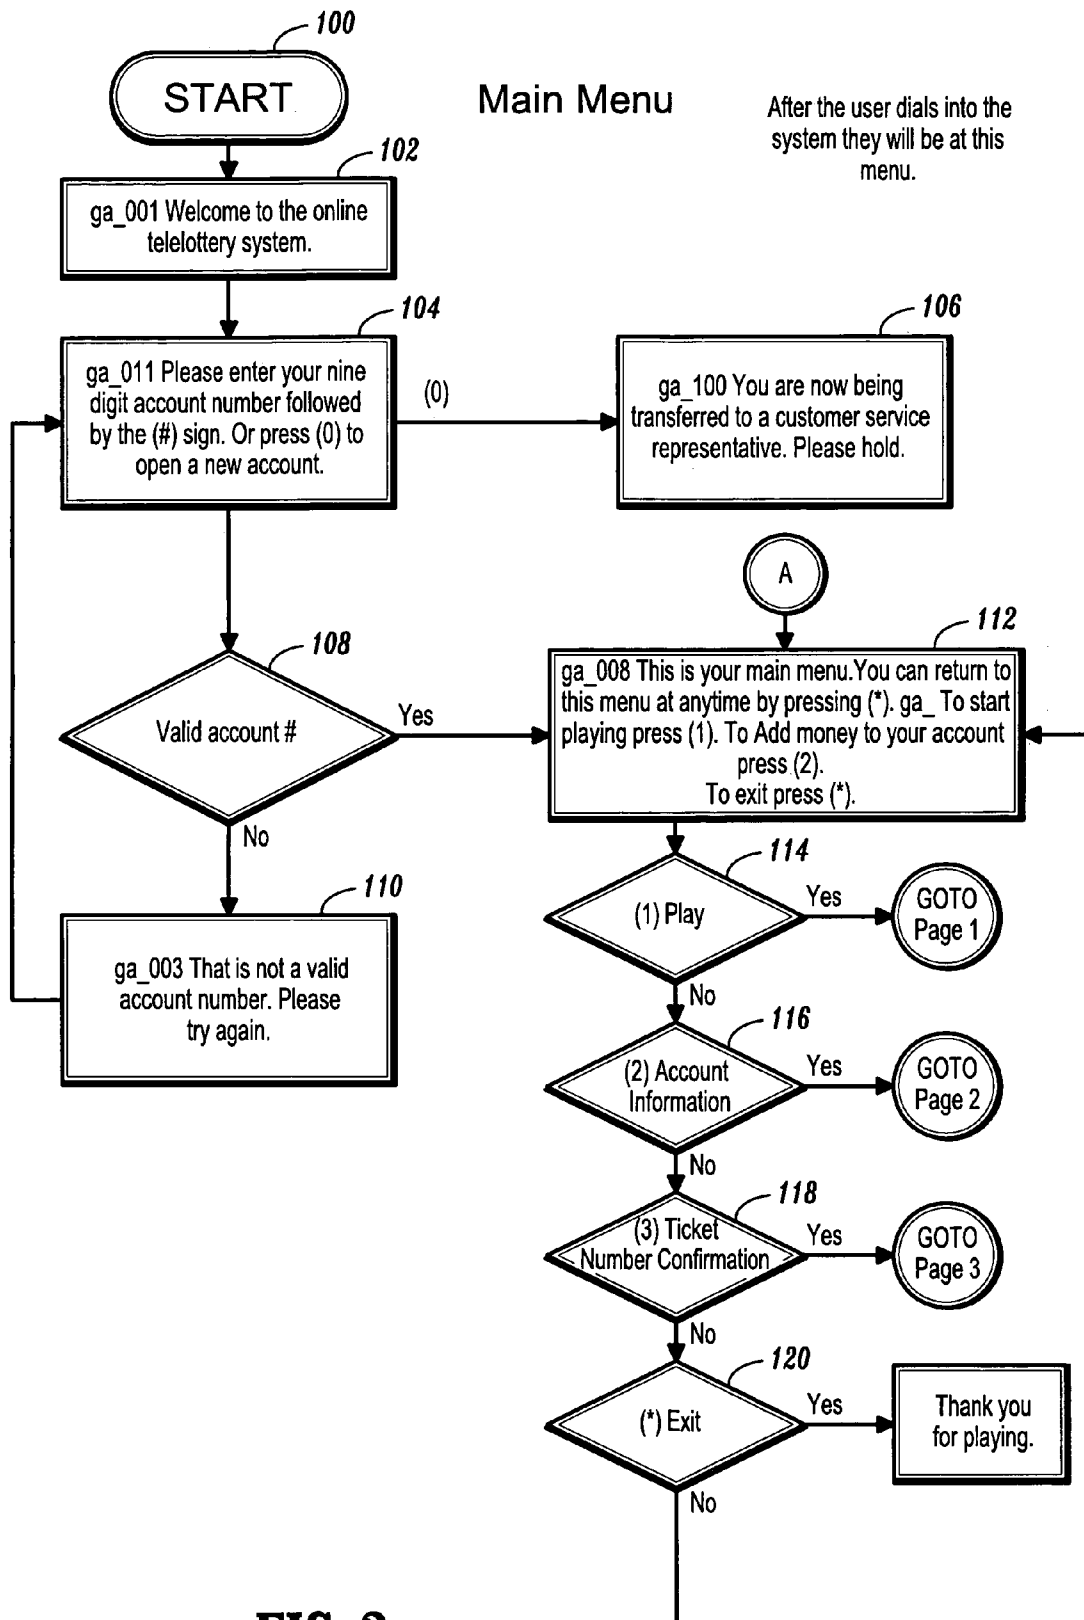 100
START
Main Menu
After the user dials into the
system they will be at this
menu.
102
ga_001 Welcome to the online
telelottery system.
104
ga_011 Please enter your nine
digit account number followed
by the (#) sign. Or press (0) to
open a new account.
(0)
106
ga_100 You are now being
transferred to a customer service
representative. Please hold.
A
108
Valid account #
Yes
No
112
ga_008 This is your main menu.You can return to
this menu at anytime by pressing (*). ga_ To start
playing press (1). To Add money to your account
press (2).
To exit press (*).
110
ga_003 That is not a valid
account number. Please
try again.
114
(1) Play
Yes
GOTO
Page 1
No
116
(2) Account
Information
Yes
GOTO
Page 2
No
118
(3) Ticket
Number Confirmation
Yes
GOTO
Page 3
No
120
(*) Exit
Yes
Thank you
for playing.
No